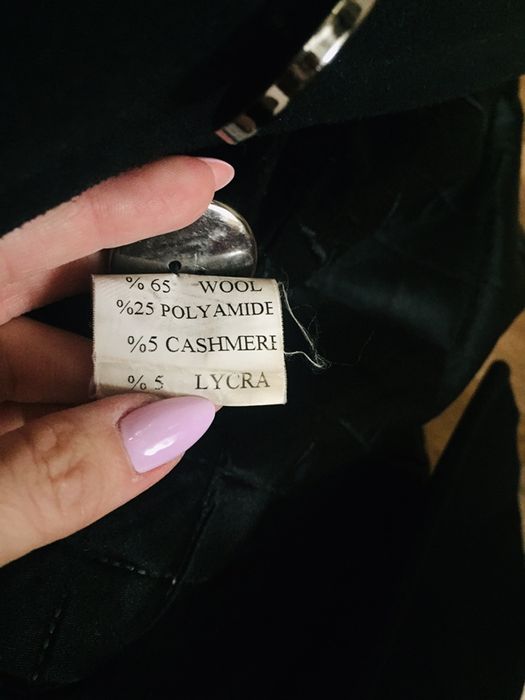 % 65 WOOL
%25 POLYAMIDE
%5 CASHMERE
% 5 LYCRA